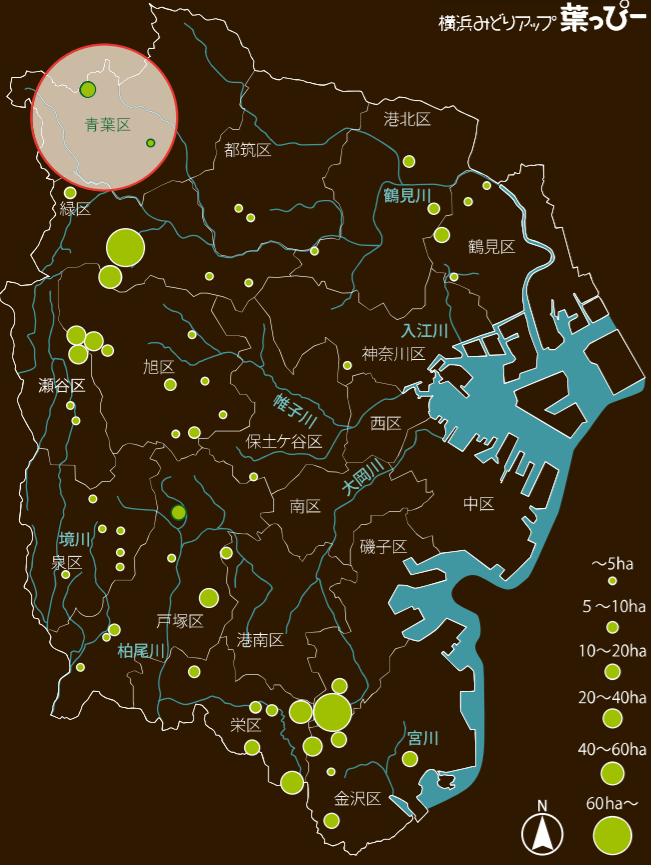 横浜みどりアップ 葉っぴー
青葉区
港北区
都筑区
鶴見川
緑区
鶴見区
入江川
神奈川区
旭区
瀬谷区
帷子川
西区
保土ケ谷区
大岡川
南区
中区
境川
磯子区
泉区
戸塚区
港南区
柏尾川
栄区
宮川
金沢区
～5ha
5～10ha
10～20ha
20～40ha
40～60ha
60ha～
N